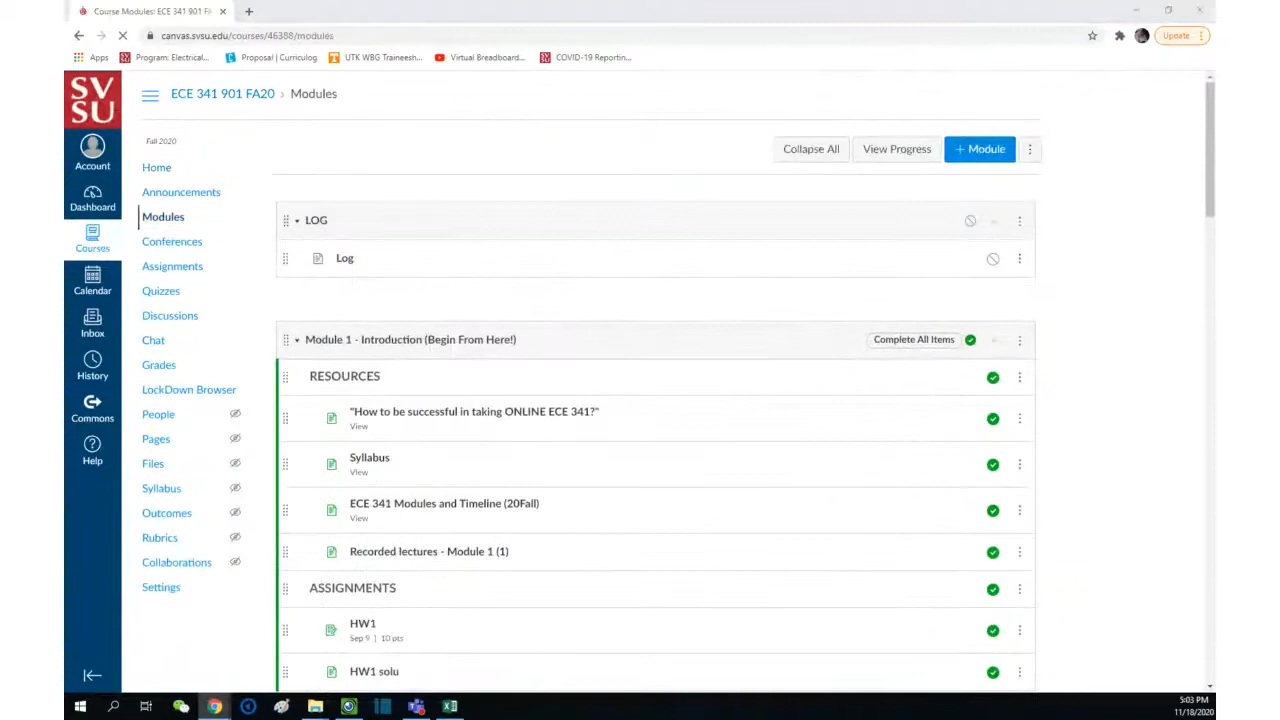 Course Modules: ECE 341 901 FA
canvas.svsu.edu/courses/46388/modules
Update
Apps
Program: Electrical...
Proposal | Curriculog
UTK WBG Traineesh...
Virtual Breadboard...
COVID-19 Reportin...
SVSU
ECE 341 901 FA20 › Modules
Fall 2020
Collapse All
View Progress
+ Module
Account
Dashboard
Courses
Calendar
Inbox
History
Commons
Help
Home
Announcements
Modules
Conferences
Assignments
Quizzes
Discussions
Chat
Grades
LockDown Browser
People
Pages
Files
Syllabus
Outcomes
Rubrics
Collaborations
Settings
LOG
Log
Module 1 - Introduction (Begin From Here!)
Complete All Items
RESOURCES
"How to be successful in taking ONLINE ECE 341?"
View
Syllabus
View
ECE 341 Modules and Timeline (20Fall)
View
Recorded lectures - Module 1 (1)
ASSIGNMENTS
HW1
Sep 9 | 10 pts
HW1 solu
5:03 PM
11/18/2020